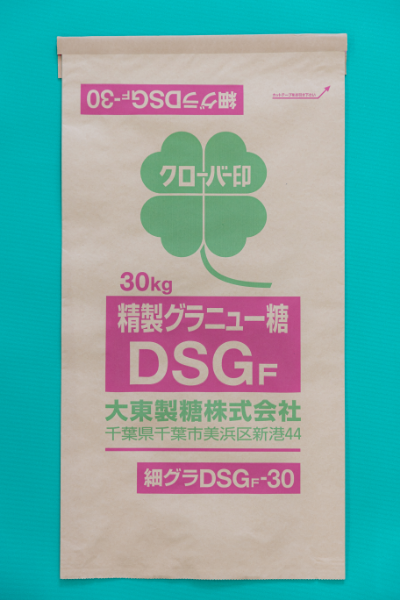 細グラDSGF-30
クローバー印
30kg
精製グラニュー糖
DSGF
大東製糖株式会社
千葉県千葉市美浜区新港44
細グラDSGF-30